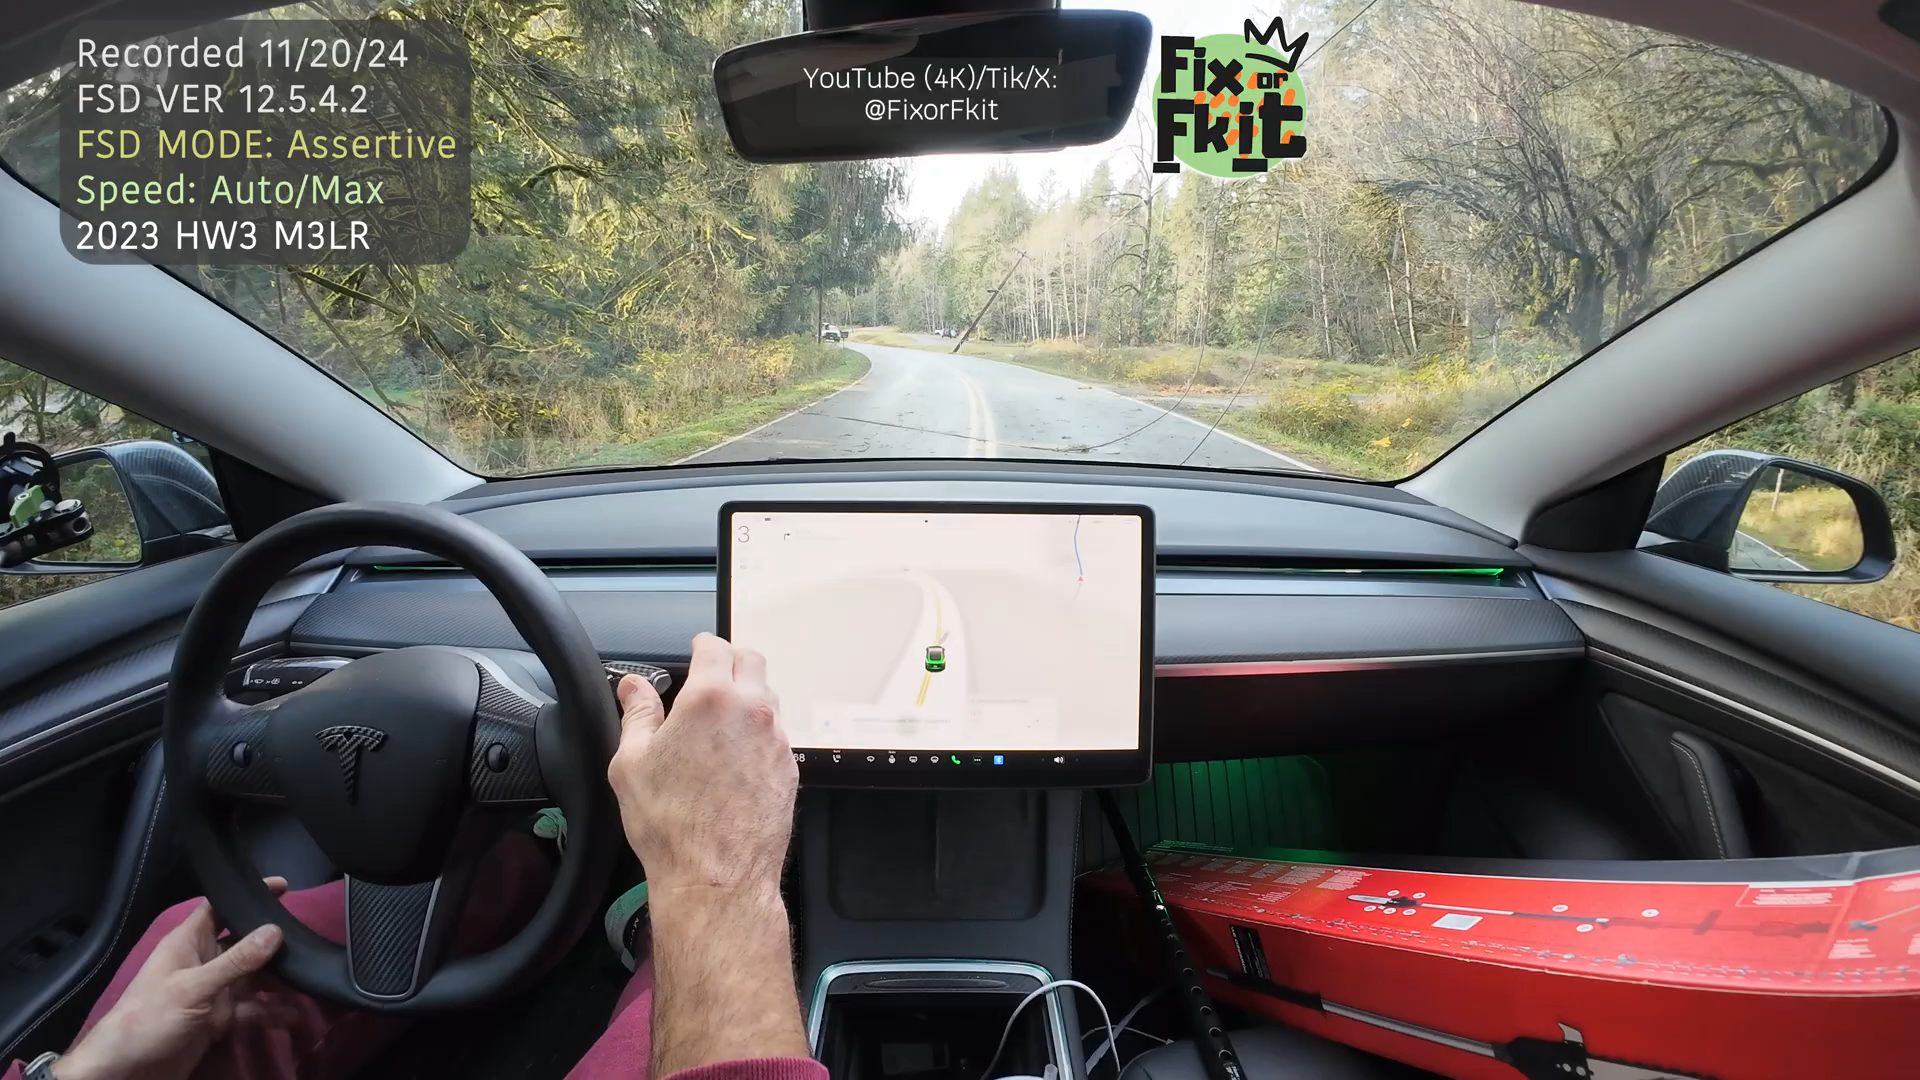 Recorded 11/20/24
FSD VER 12.5.4.2
FSD MODE: Assertive
Speed: Auto/Max
2023 HW3 M3LR
YouTube (4K)/Tik/X:
@FixorFkit
Fix or
Fkit
3
68